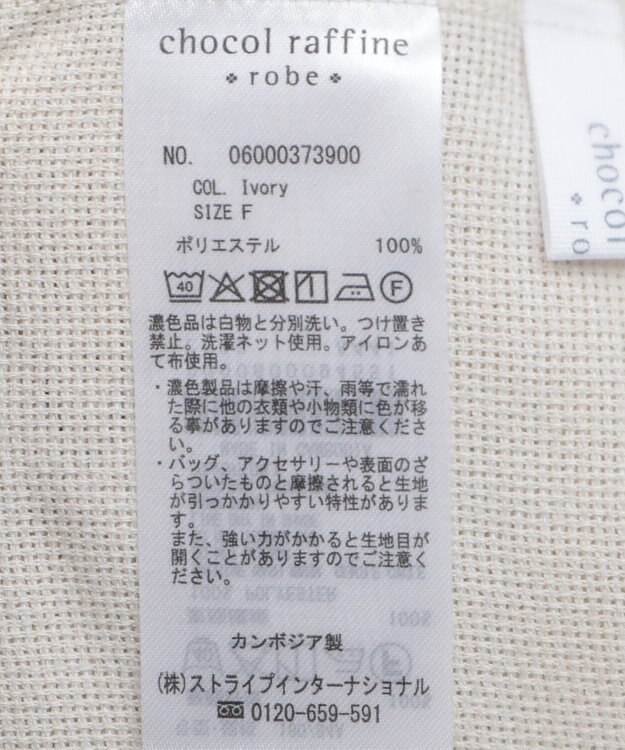 chocol raffine
robe
NO. 06000373900
COL. Ivory
SIZE F
ポリエステル 100%
40 F
濃色品は白物と分別洗い。つけ置き
禁止。洗濯ネット使用。アイロンあ
て布使用。
・濃色製品は摩擦や汗、雨等で濡れ
た際に他の衣類や小物類に色が移
る事がありますのでご注意くださ
い。
・バッグ、アクセサリーや表面のざ
らついたものと摩擦されると生地
が引っかかりやすい特性がありま
す。
また、強い力がかかると生地目が
開くことがありますのでご注意く
ださい。
カンボジア製
(株)ストライプインターナショナル
0120-659-591
chocol
ro